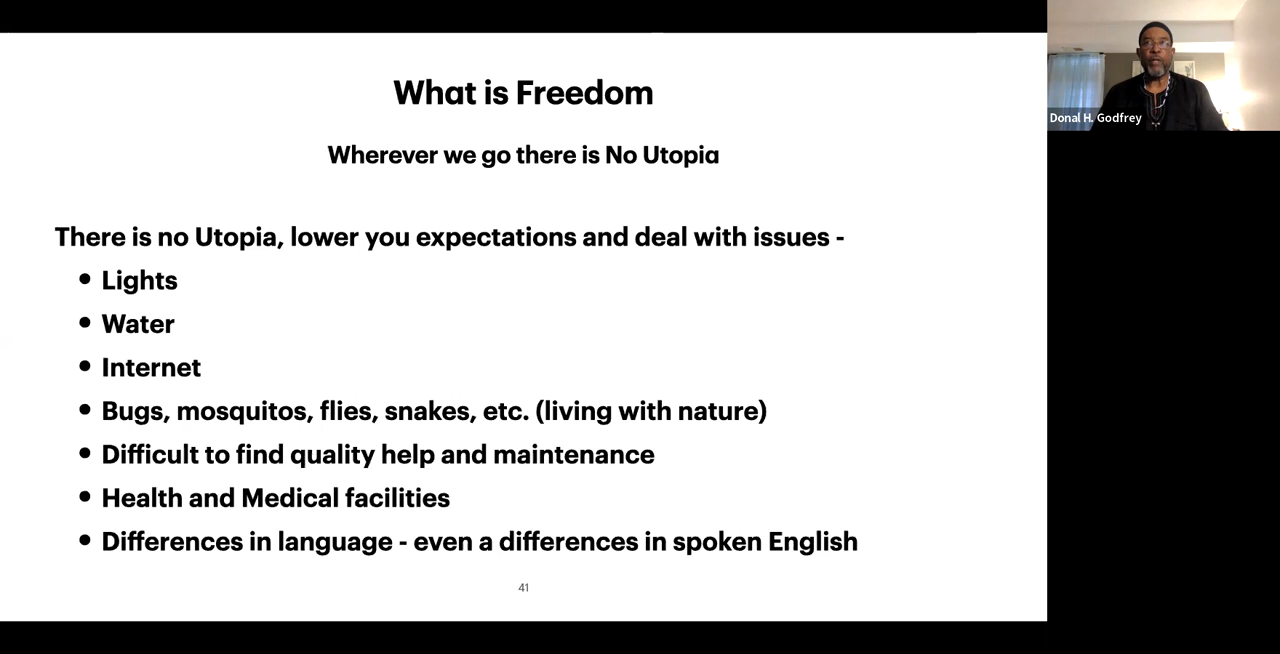 What is Freedom
Wherever we go there is No Utopia
There is no Utopia, lower you expectations and deal with issues -
• Lights
• Water
• Internet
• Bugs, mosquitos, flies, snakes, etc. (living with nature)
• Difficult to find quality help and maintenance
• Health and Medical facilities
• Differences in language - even a differences in spoken English
41
Donal H. Godfrey